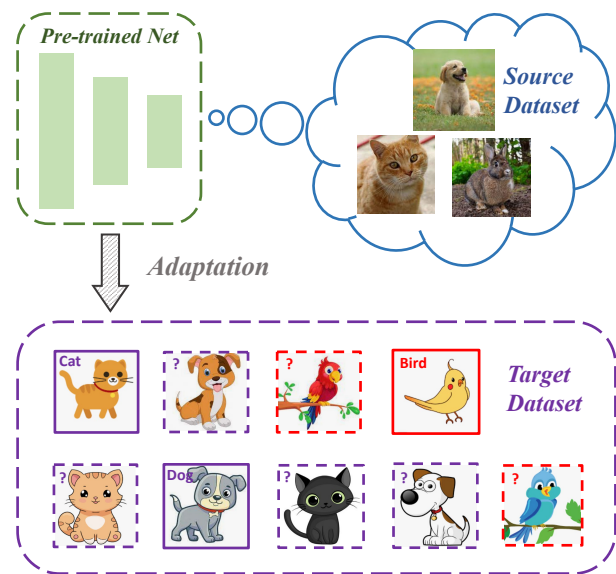 Pre-trained Net
Source
Dataset
Adaptation
Cat
?
?
Bird
Target
Dataset
?
Dog
?
?
?